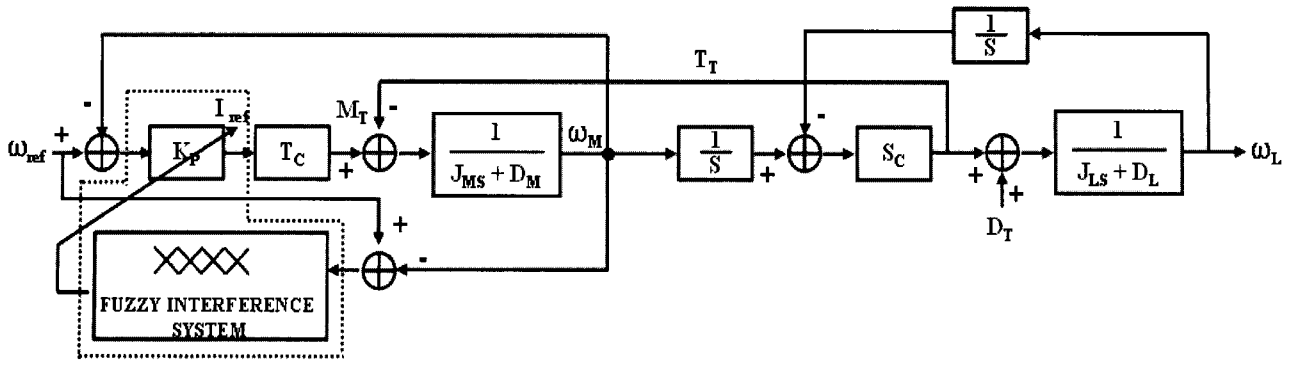 1
S
T_T
-
-
-
I_ref
M_T
1
ω_M
1
ω_ref
+
K_P
T_C
+
J_MS + D_M
1
S
+
S_C
+
+
J_LS + D_L
ω_L
D_T
+
-
FUZZY INTERFERENCE
SYSTEM